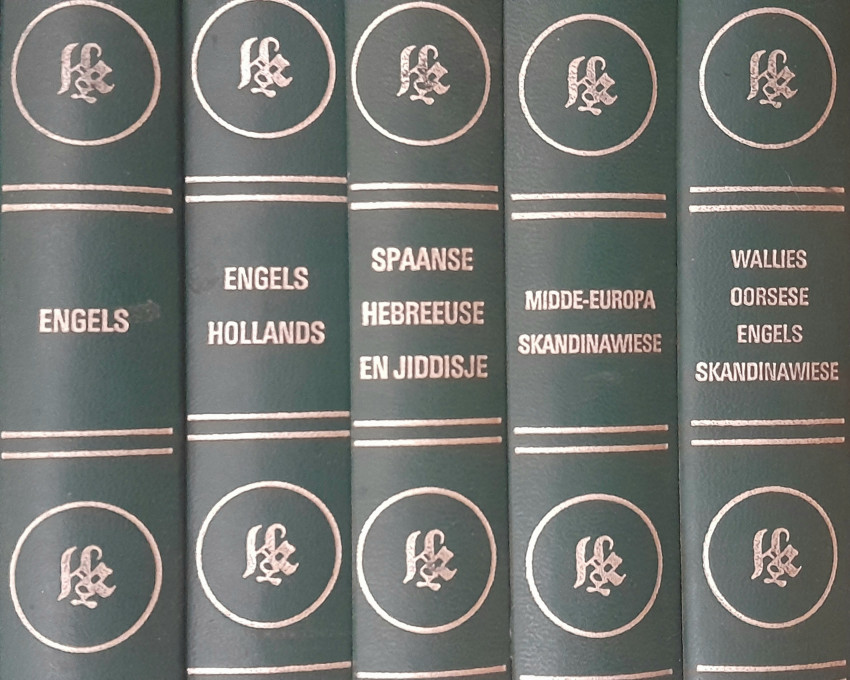 ENGELS
ENGELS
HOLLANDS
SPAANSE
HEBREEUSE
EN JIDDISJE
MIDDE-EUROPA
SKANDINAWIESE
WALLIES
OORSESE
ENGELS
SKANDINAWIESE